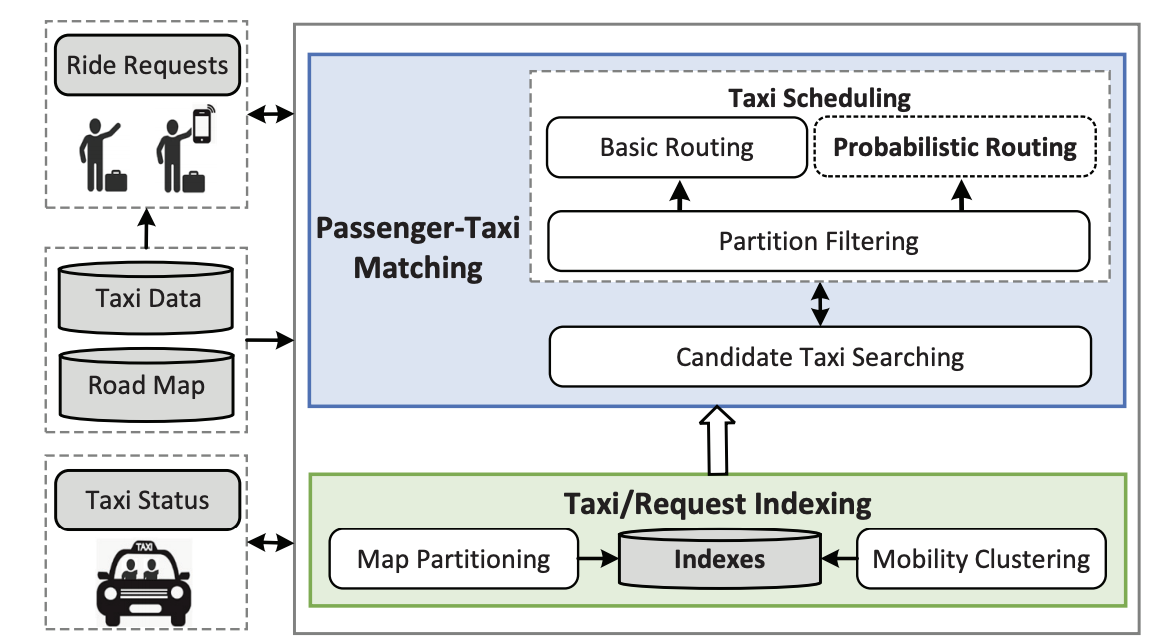 Ride Requests
Taxi Data
Road Map
Taxi Status
TAXI
Passenger-Taxi
Matching
Taxi Scheduling
Basic Routing
Probabilistic Routing
Partition Filtering
Candidate Taxi Searching
Taxi/Request Indexing
Map Partitioning
Indexes
Mobility Clustering